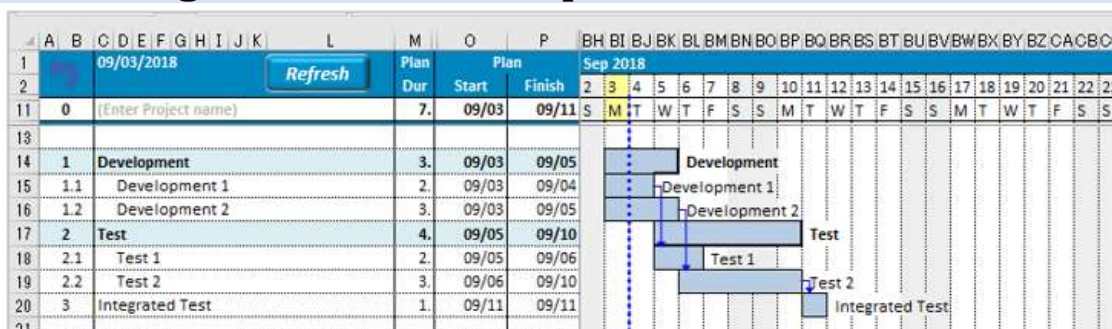 A B C D E F G H I J K L M O P BH BI BJ BK BL BM BN BO BP BQ BR BS BT BU BV BW BX BY BZ CA CB
1 09/03/2018 Refresh Plan Plan Sep 2018
2 Dur Start Finish 2 3 4 5 6 7 8 9 10 11 12 13 14 15 16 17 18 19 20 21 22
11 0 (Enter Project name) 7. 09/03 09/11 S M T W T F S S M T W T F S S M T W T F S S
13
14 1 Development 3. 09/03 09/05 Development
15 1.1 Development 1 2. 09/03 09/04 Development 1
16 1.2 Development 2 3. 09/03 09/05 Development 2
17 2 Test 4. 09/05 09/10 Test
18 2.1 Test 1 2. 09/05 09/06 Test 1
19 2.2 Test 2 3. 09/06 09/10 Test 2
20 3 Integrated Test 1. 09/11 09/11 Integrated Test